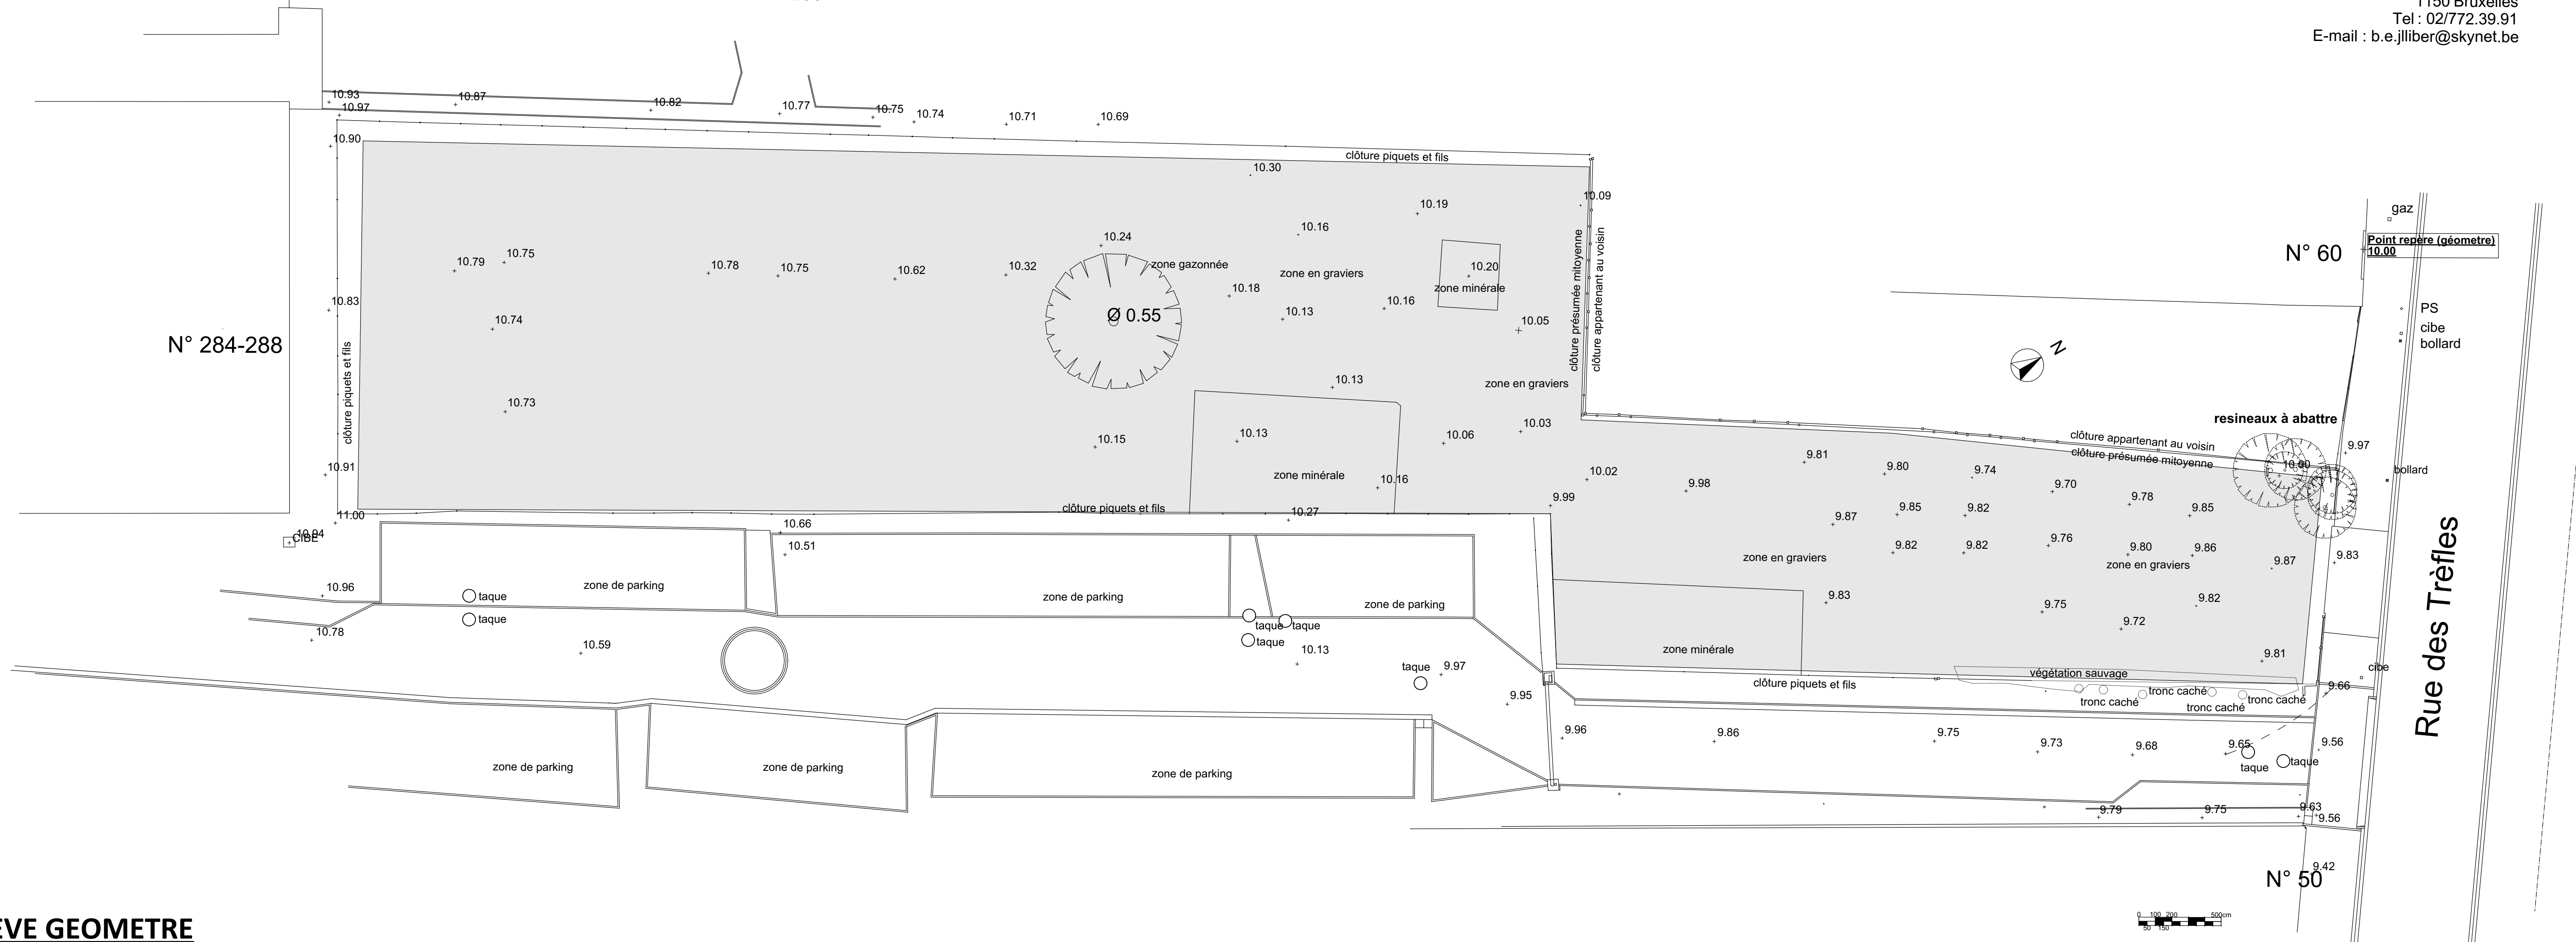 1150 Bruxelles
Tel : 02/772.39.91
E-mail : b.e.jlliber@skynet.be
10.93
10.97
10.87
10.82
10.77
10.75
10.74
10.71
10.69
10.90
clôture piquets et fils
10.30
10.09
10.19
10.16
gaz
Point repère (géometre)
10.00
N° 60
10.24
10.79
10.75
10.78
10.75
10.62
10.32
zone gazonnée
zone en graviers
10.20
zone minérale
10.18
10.16
10.13
10.83
10.74
Ø 0.55
10.05
clôture présumée mitoyenne
clôture appartenant au voisin
PS
cibe
bollard
N
N° 284-288
clôture piquets et fils
10.73
10.13
zone en graviers
resineaux à abattre
10.15
10.13
10.06
10.03
clôture appartenant au voisin
clôture présumée mitoyenne
9.97
10.00
bollard
10.91
zone minérale
10.16
10.02
9.98
9.81
9.80
9.74
9.70
9.78
9.85
9.99
clôture piquets et fils
10.27
11.00
10.94
CIBE
10.66
10.51
9.87
9.85
9.82
9.82
9.82
9.76
9.80
9.86
9.87
9.83
zone en graviers
zone en graviers
Rue des Trèfles
10.96
zone de parking
zone de parking
zone de parking
taque
taque
taque
taque
taque
9.83
9.75
9.82
9.72
10.78
10.59
10.13
taque
9.97
zone minérale
9.81
cibe
végétation sauvage
clôture piquets et fils
tronc caché
tronc caché
tronc caché
tronc caché
9.66
9.95
9.96
9.86
9.75
9.73
9.68
9.65
9.56
taque
taque
zone de parking
zone de parking
zone de parking
9.79
9.75
9.63
9.56
9.42
N° 50
0 100 200 500cm
50 150
EVE GEOMETRE